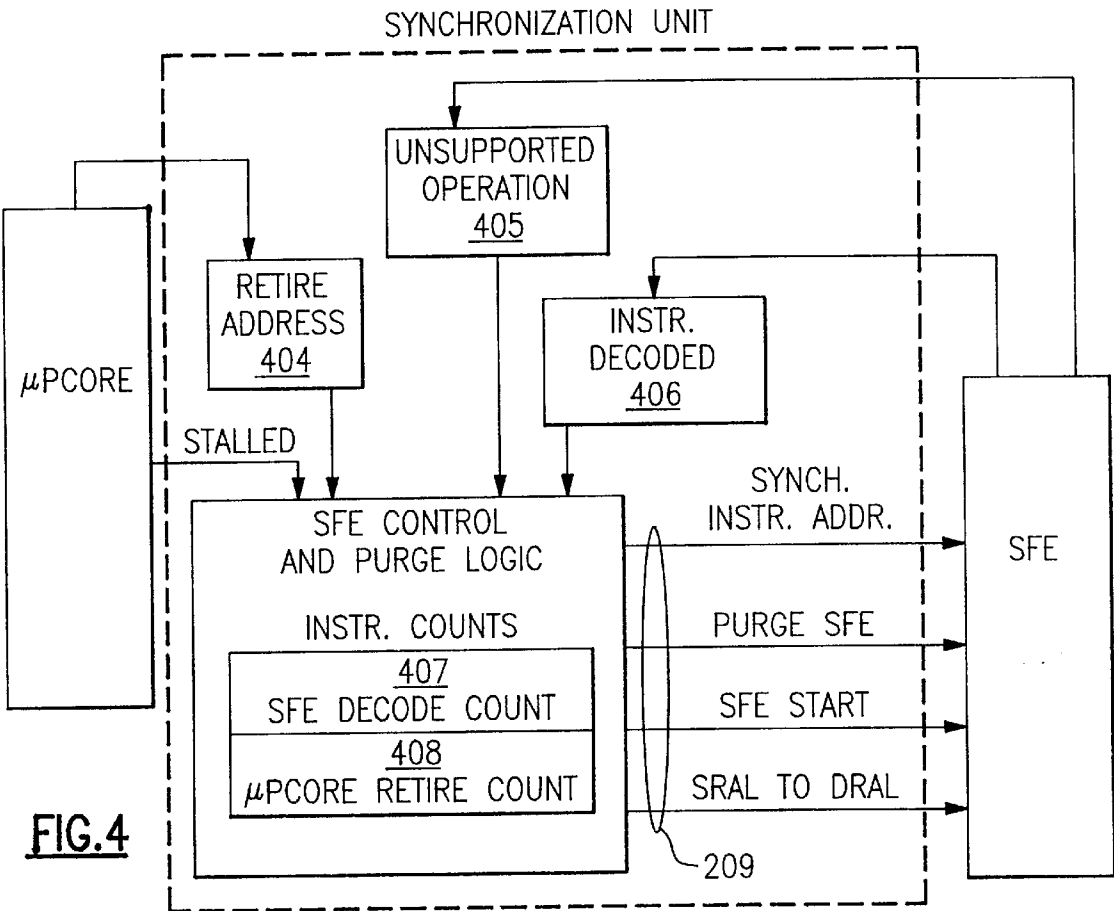 SYNCHRONIZATION UNIT
UNSUPPORTED
OPERATION
405
RETIRE
ADDRESS
404
INSTR.
DECODED
406
μPCORE
STALLED
SFE CONTROL
AND PURGE LOGIC
INSTR. COUNTS
407
SFE DECODE COUNT
408
μPCORE RETIRE COUNT
SYNCH.
INSTR. ADDR.
PURGE SFE
SFE START
SRAL TO DRAL
209
SFE
FIG.4